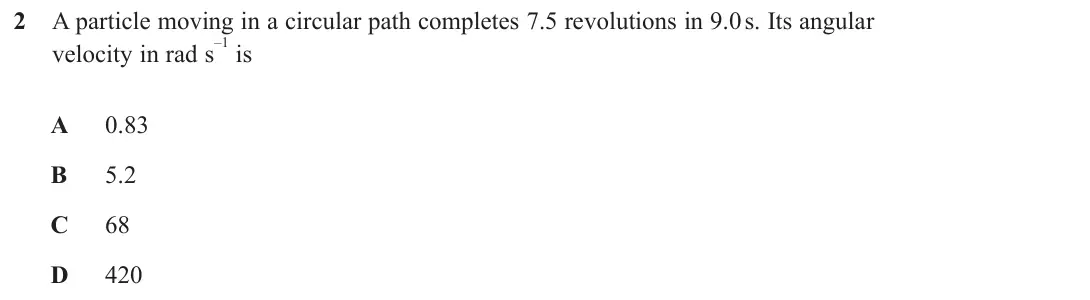 2 A particle moving in a circular path completes 7.5 revolutions in 9.0 s. Its angular
velocity in rad s⁻¹ is
A 0.83
B 5.2
C 68
D 420